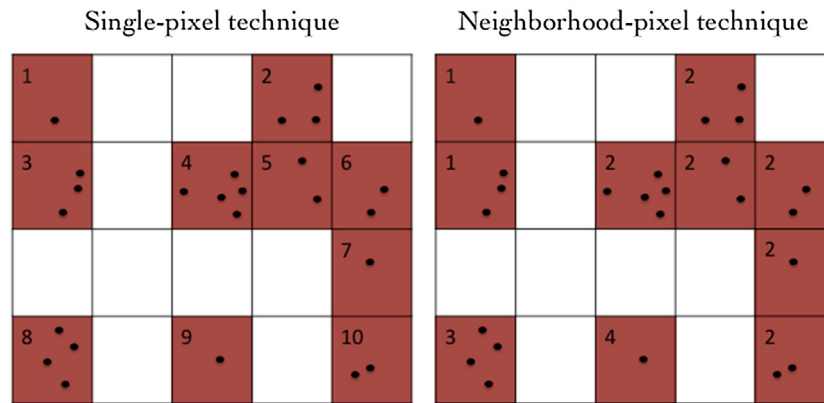 Single-pixel technique
Neighborhood-pixel technique
1 2
3 4 5 6
7
8 9 10
1 2
1 2 2 2
2
3 4 2